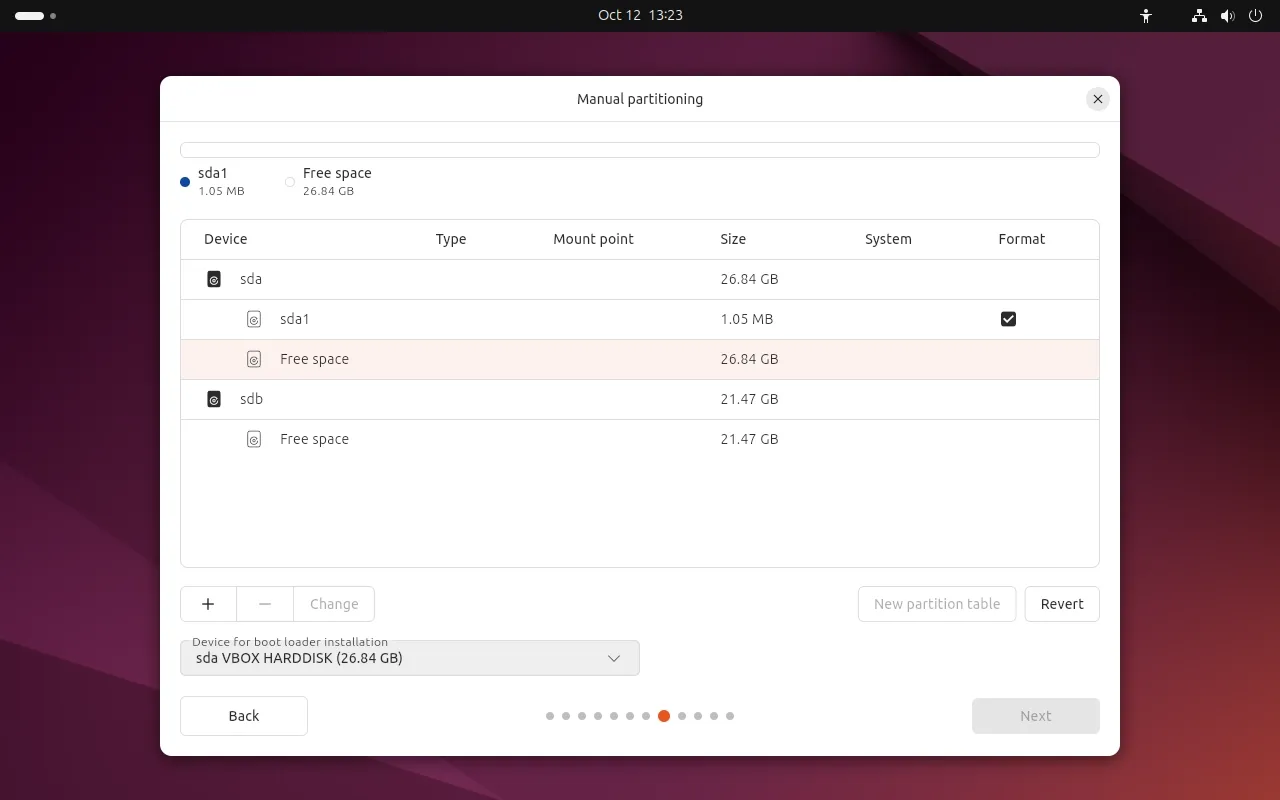 Oct 12 13:23
Manual partitioning
sda1
1.05 MB
Free space
26.84 GB
Device Type Mount point Size System Format
sda 26.84 GB
sda1 1.05 MB
Free space 26.84 GB
sdb 21.47 GB
Free space 21.47 GB
Change New partition table Revert
Device for boot loader installation
sda VBOX HARDDISK (26.84 GB)
Back Next